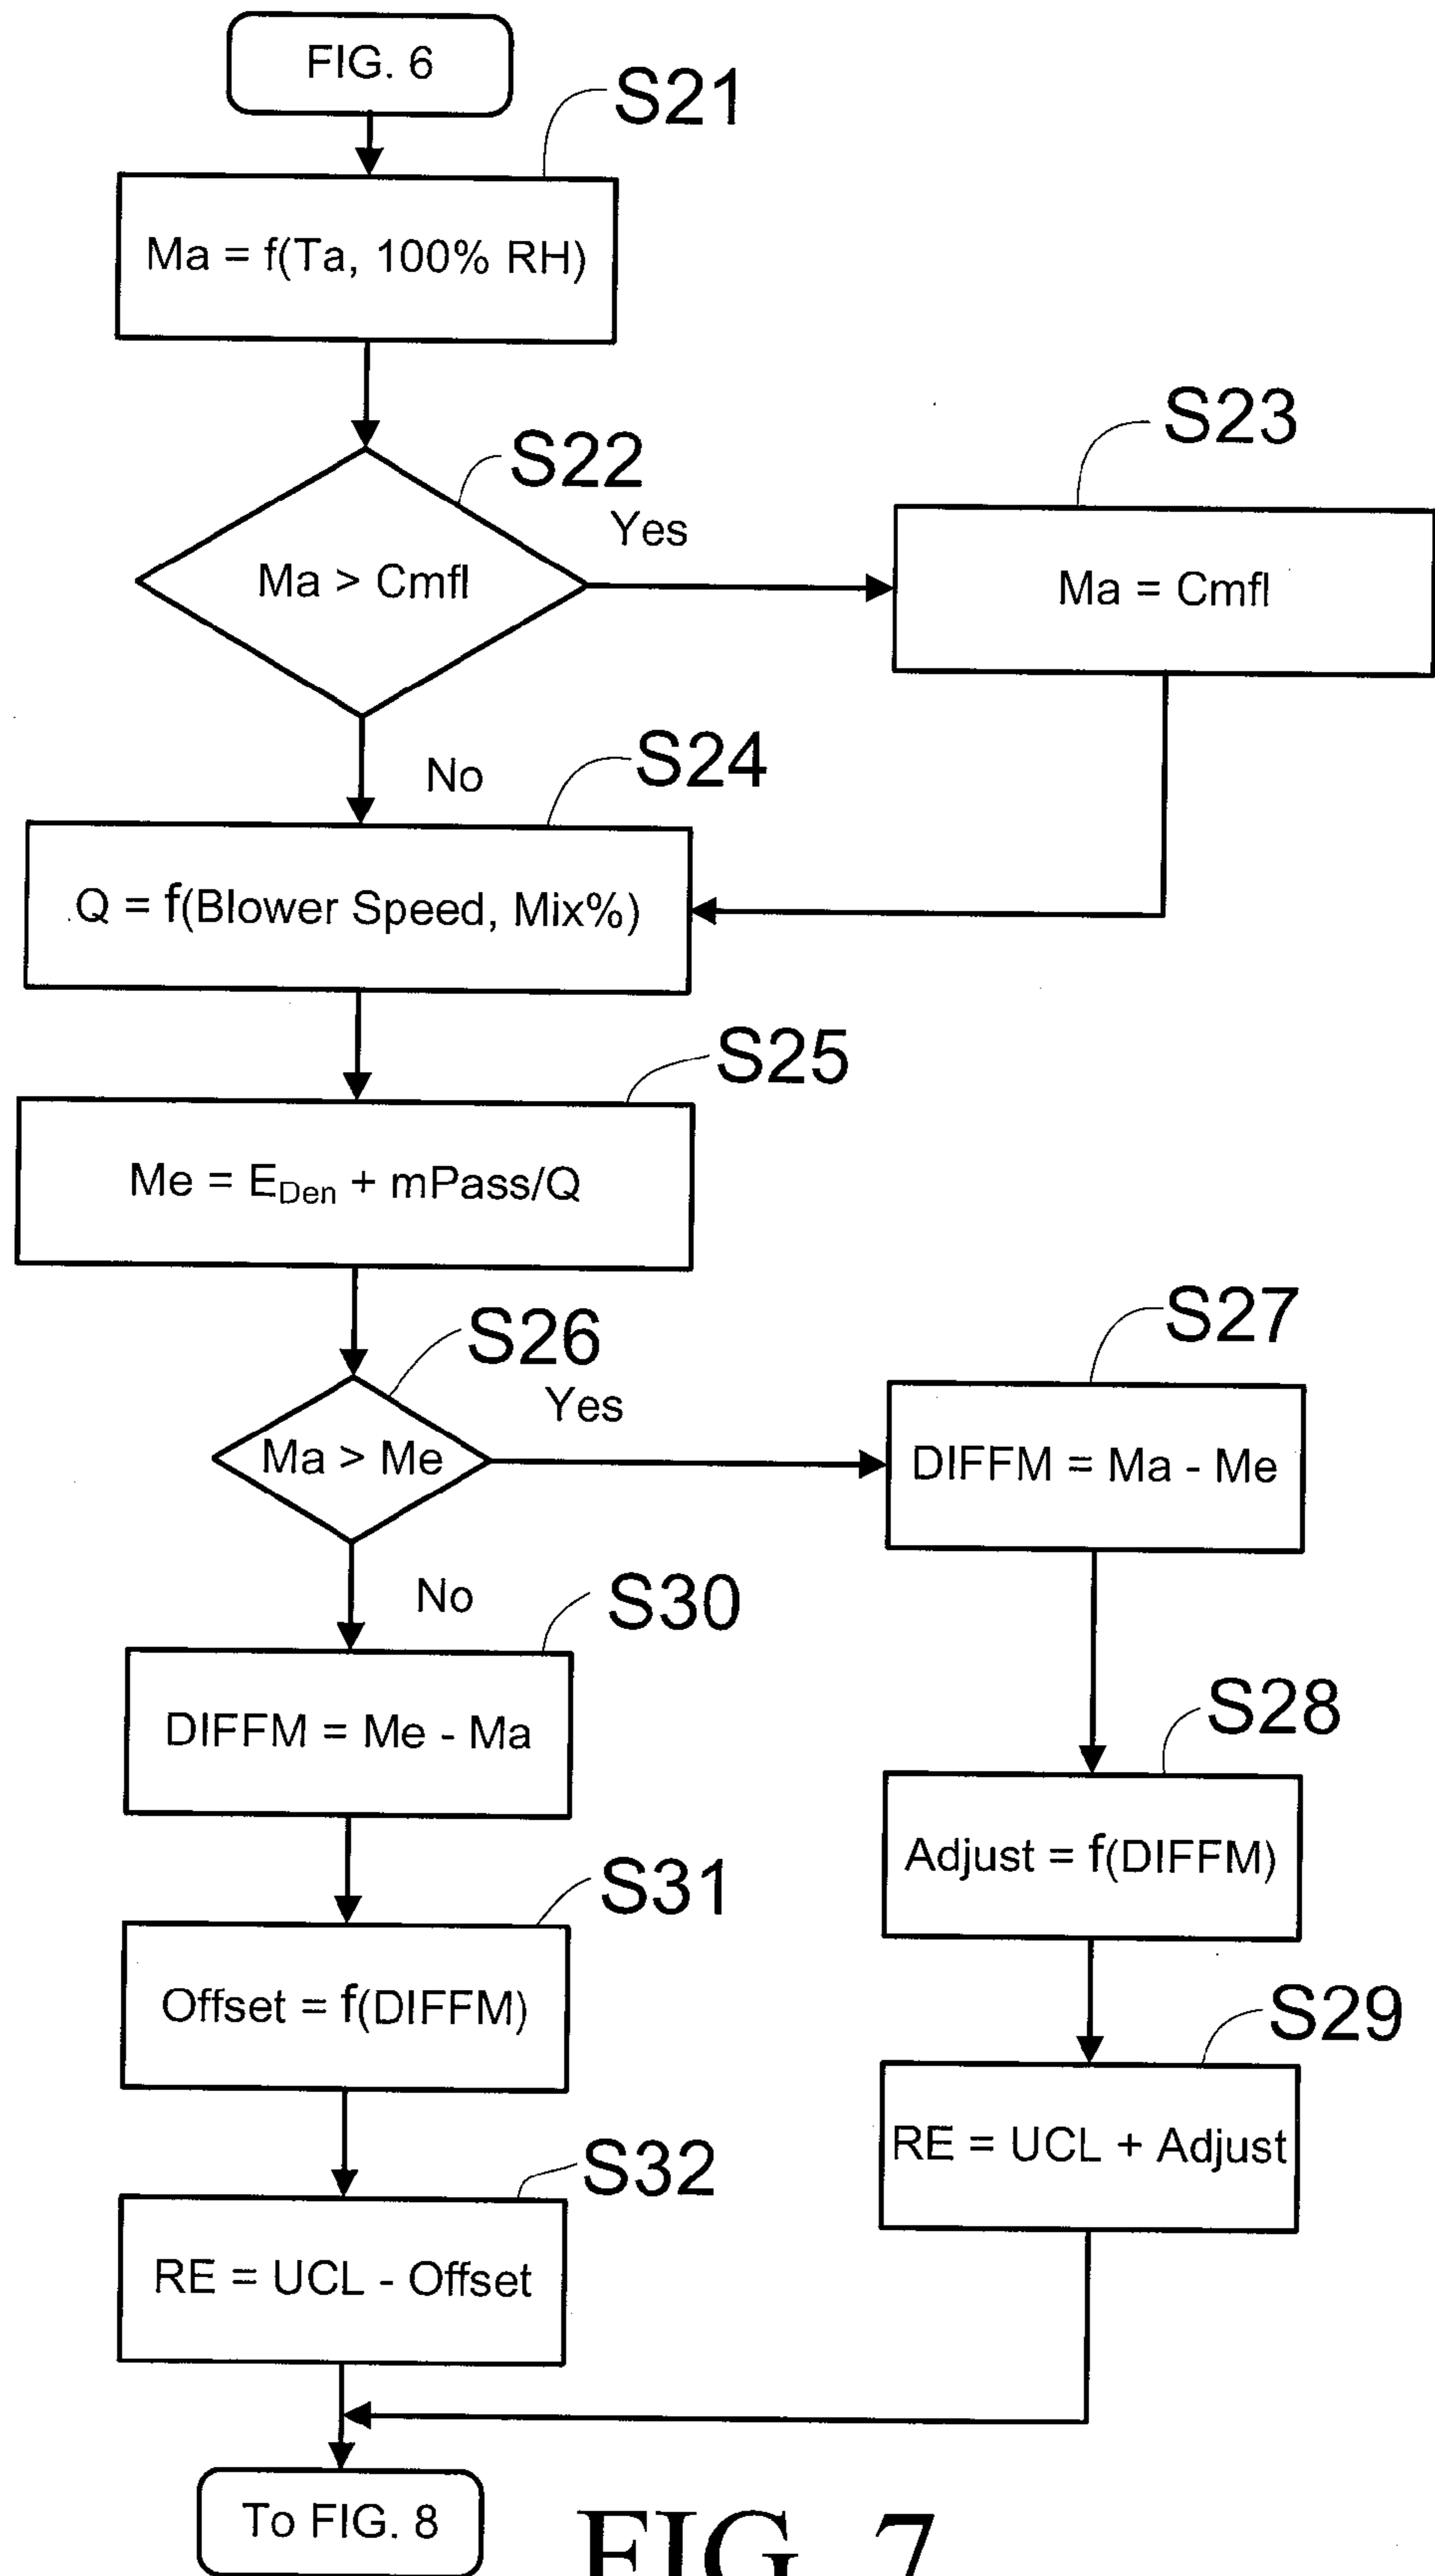 FIG. 6
S21
Ma = f(Ta, 100% RH)
S22
S23
Yes
Ma > Cmfl
Ma = Cmfl
No
S24
Q = f(Blower Speed, Mix%)
S25
Me = EDen + mPass/Q
S26
S27
Yes
Ma > Me
DIFFM = Ma - Me
No
S30
DIFFM = Me - Ma
S28
Adjust = f(DIFFM)
S31
Offset = f(DIFFM)
S29
RE = UCL + Adjust
S32
RE = UCL - Offset
To FIG. 8
FIG. 7